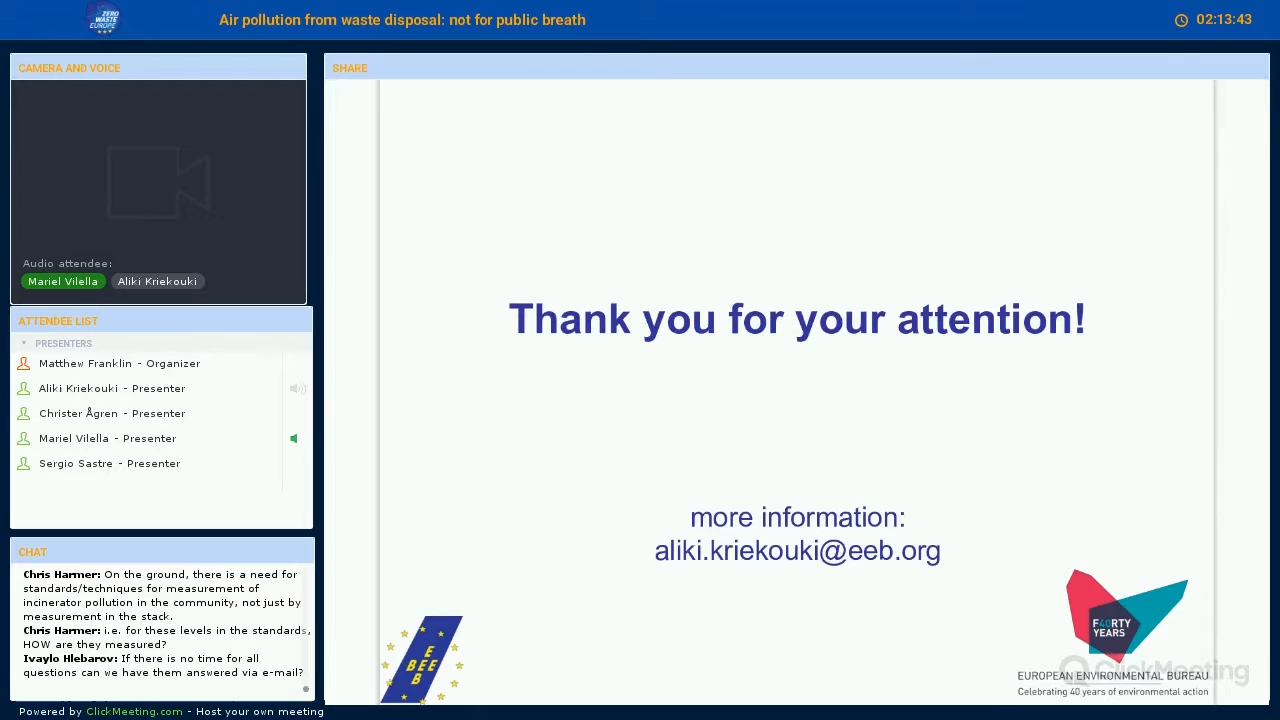 ZERO
WASTE
EUROPE
Air pollution from waste disposal: not for public breath
02:13:43
CAMERA AND VOICE
Audio attendee:
Mariel Vilella
Aliki Kriekouki
ATTENDEE LIST
PRESENTERS
Matthew Franklin - Organizer
Aliki Kriekouki - Presenter
Christer Ågren - Presenter
Mariel Vilella - Presenter
Sergio Sastre - Presenter
CHAT
Chris Harmer: On the ground, there is a need for
standards/techniques for measurement of
incinerator pollution in the community, not just by
measurement in the stack.
Chris Harmer: i.e. for these levels in the standards,
HOW are they measured?
Ivaylo Hlebarov: If there is no time for all
questions can we have them answered via e-mail?
Powered by ClickMeeting.com - Host your own meeting
SHARE
Thank you for your attention!
more information:
aliki.kriekouki@eeb.org
E
BEE
E
B
F40RTY
YEARS
EUROPEAN ENVIRONMENTAL BUREAU
Celebrating 40 years of environmental action
ClickMeeting